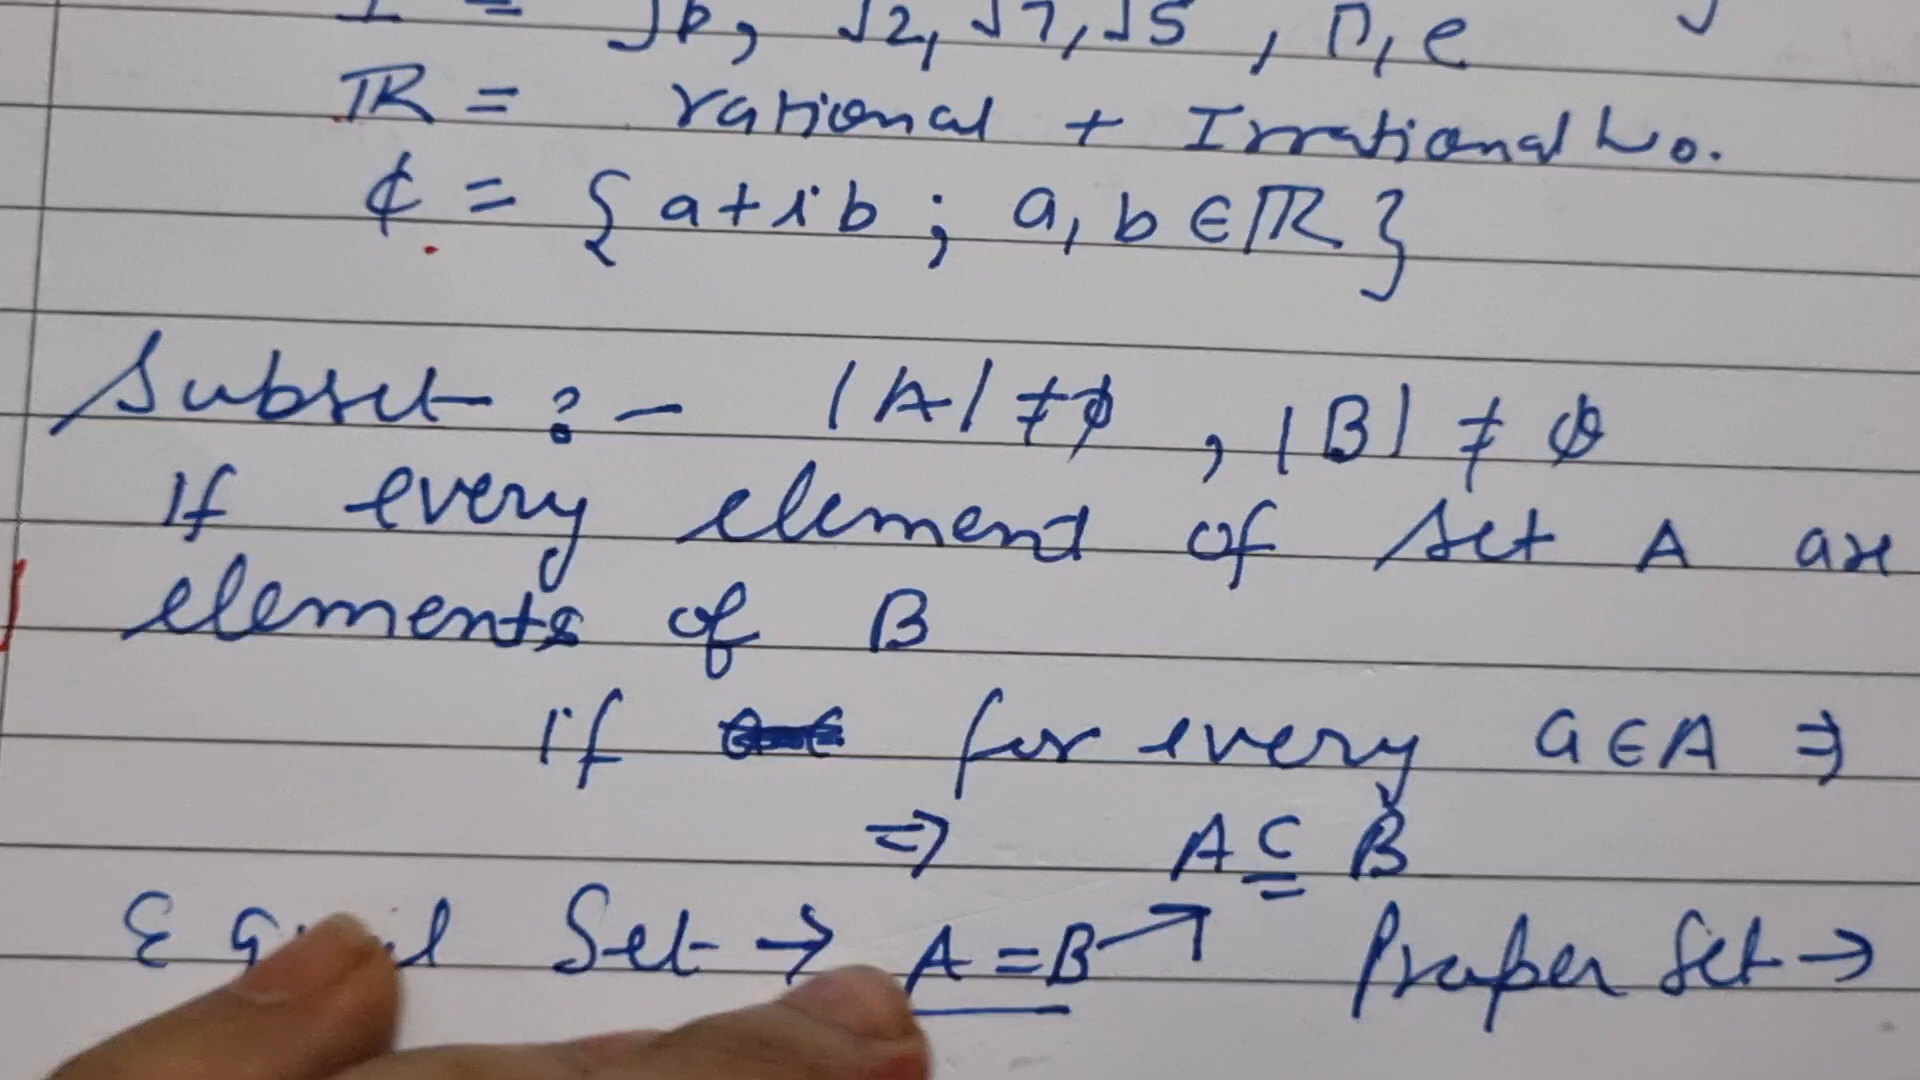 I = √p, √2, √7, √5, π, e
ℝ = rational + Irrational No.
₵ = { a+ib ; a, b ∈ ℝ }
Subset :- |A| ≠ ϕ , |B| ≠ ϕ
If every element of set A are
elements of B
if for every a ∈ A ⇒
⇒ A ⊆ B
Equal Set → A = B → Proper Set →